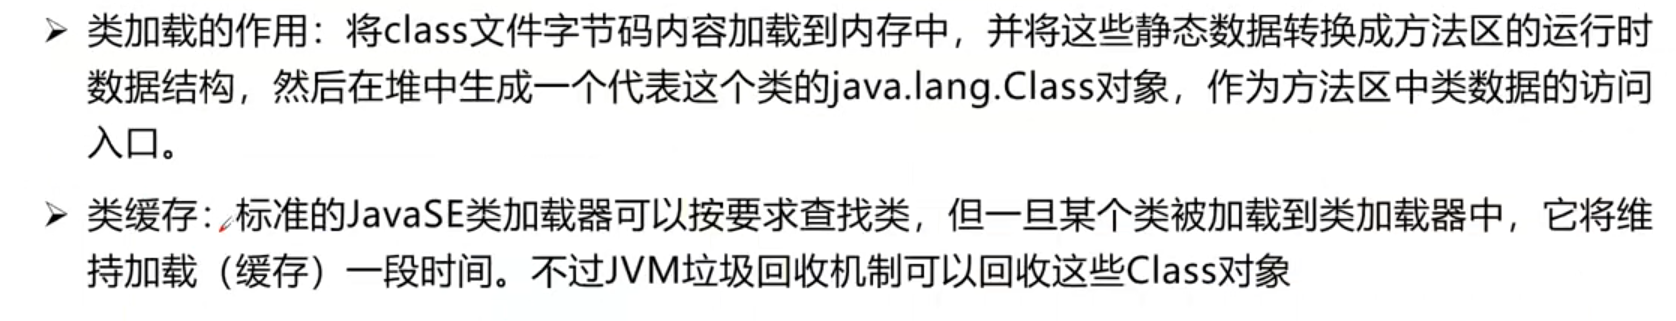 ➢ 类加载的作用：将class文件字节码内容加载到内存中，并将这些静态数据转换成方法区的运行时
数据结构，然后在堆中生成一个代表这个类的java.lang.Class对象，作为方法区中类数据的访问
入口。
➢ 类缓存：标准的JavaSE类加载器可以按要求查找类，但一旦某个类被加载到类加载器中，它将维
持加载（缓存）一段时间。不过JVM垃圾回收机制可以回收这些Class对象